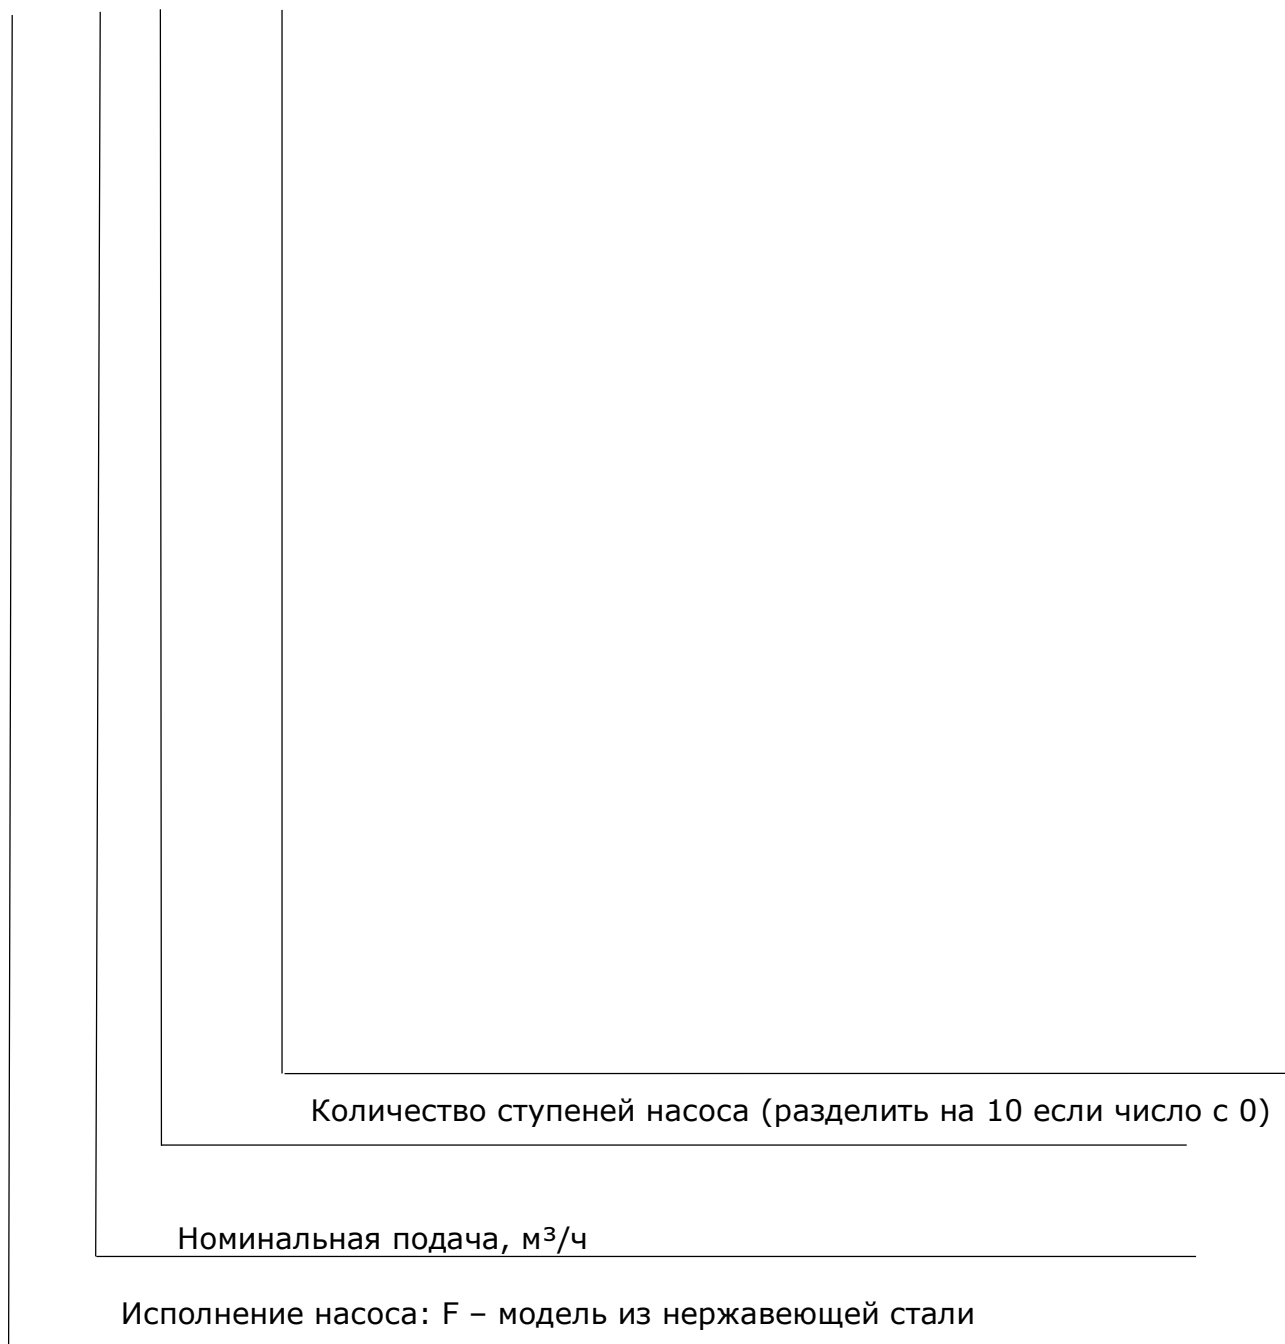 Количество ступеней насоса (разделить на 10 если число с 0)
Номинальная подача, м³/ч
Исполнение насоса: F – модель из нержавеющей стали